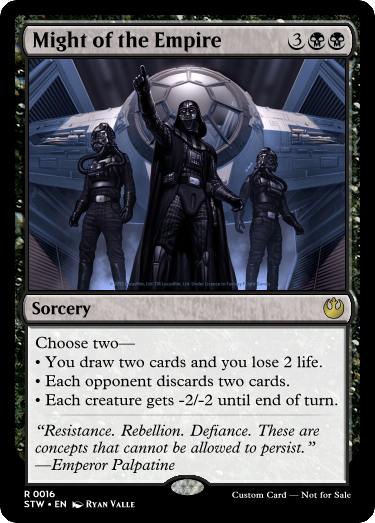 Might of the Empire 3
Sorcery
Choose two—
• You draw two cards and you lose 2 life.
• Each opponent discards two cards.
• Each creature gets -2/-2 until end of turn.
“Resistance. Rebellion. Defiance. These are
concepts that cannot be allowed to persist.”
—Emperor Palpatine
R 0016
STW • EN RYAN VALLE
Custom Card — Not for Sale